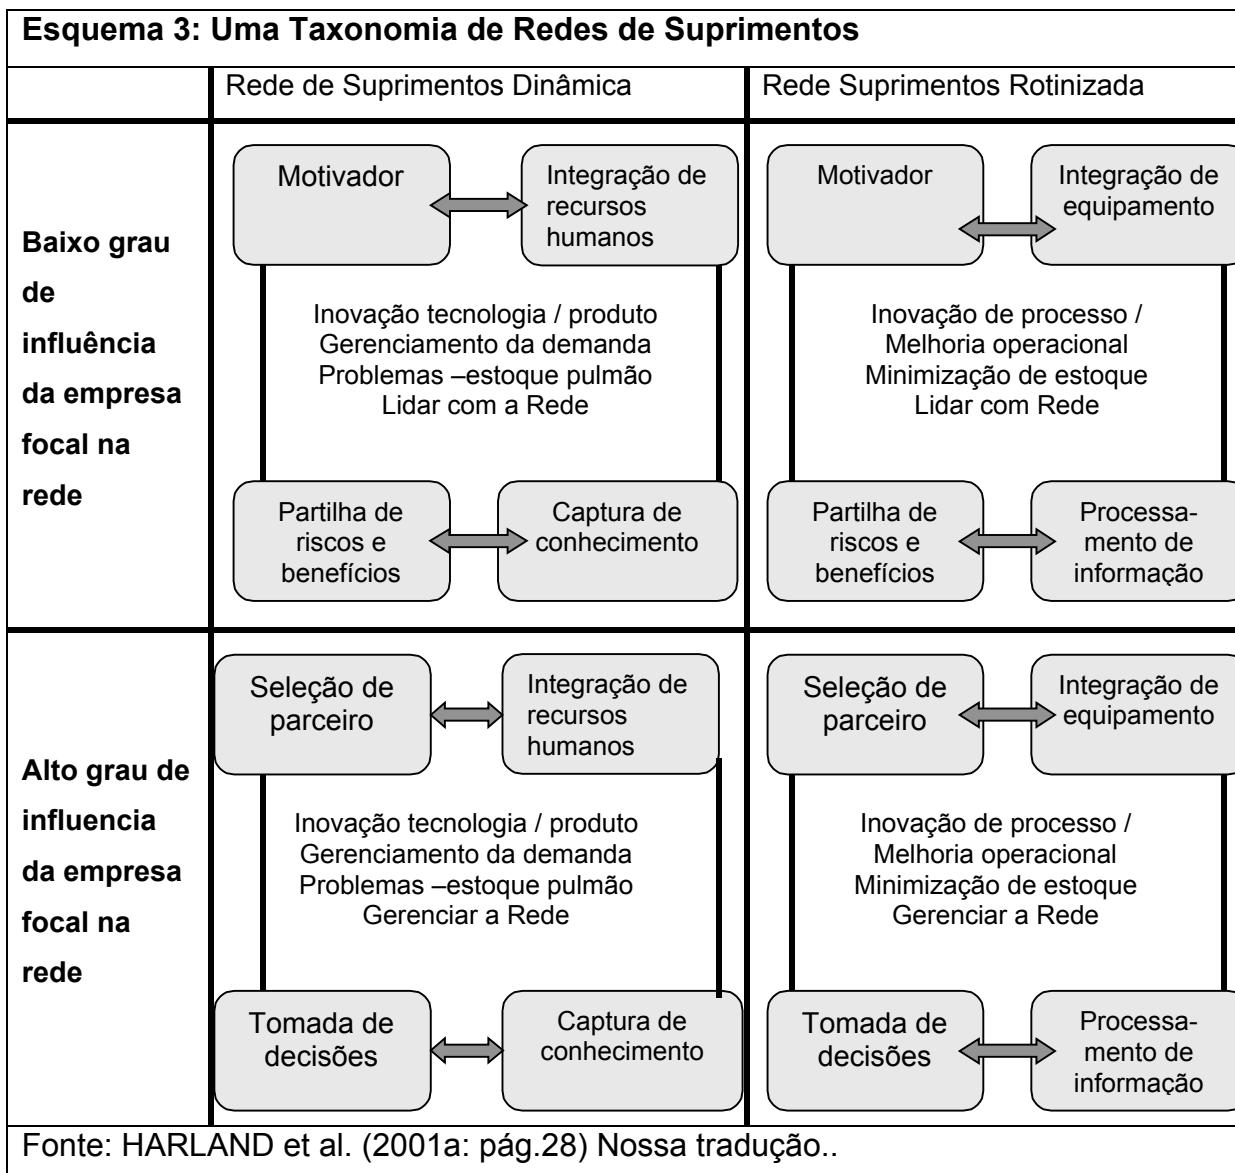 Esquema 3: Uma Taxonomia de Redes de Suprimentos
Rede de Suprimentos Dinâmica
Rede Suprimentos Rotinizada
Baixo grau
de
influência
da empresa
focal na
rede
Motivador
Integração de
recursos
humanos
Inovação tecnologia / produto
Gerenciamento da demanda
Problemas –estoque pulmão
Lidar com a Rede
Partilha de
riscos e
benefícios
Captura de
conhecimento
Motivador
Integração de
equipamento
Inovação de processo /
Melhoria operacional
Minimização de estoque
Lidar com Rede
Partilha de
riscos e
benefícios
Processa-
mento de
informação
Alto grau de
influencia
da empresa
focal na
rede
Seleção de
parceiro
Integração de
recursos
humanos
Inovação tecnologia / produto
Gerenciamento da demanda
Problemas –estoque pulmão
Gerenciar a Rede
Tomada de
decisões
Captura de
conhecimento
Seleção de
parceiro
Integração de
equipamento
Inovação de processo /
Melhoria operacional
Minimização de estoque
Gerenciar a Rede
Tomada de
decisões
Processa-
mento de
informação
Fonte: HARLAND et al. (2001a: pág.28) Nossa tradução..